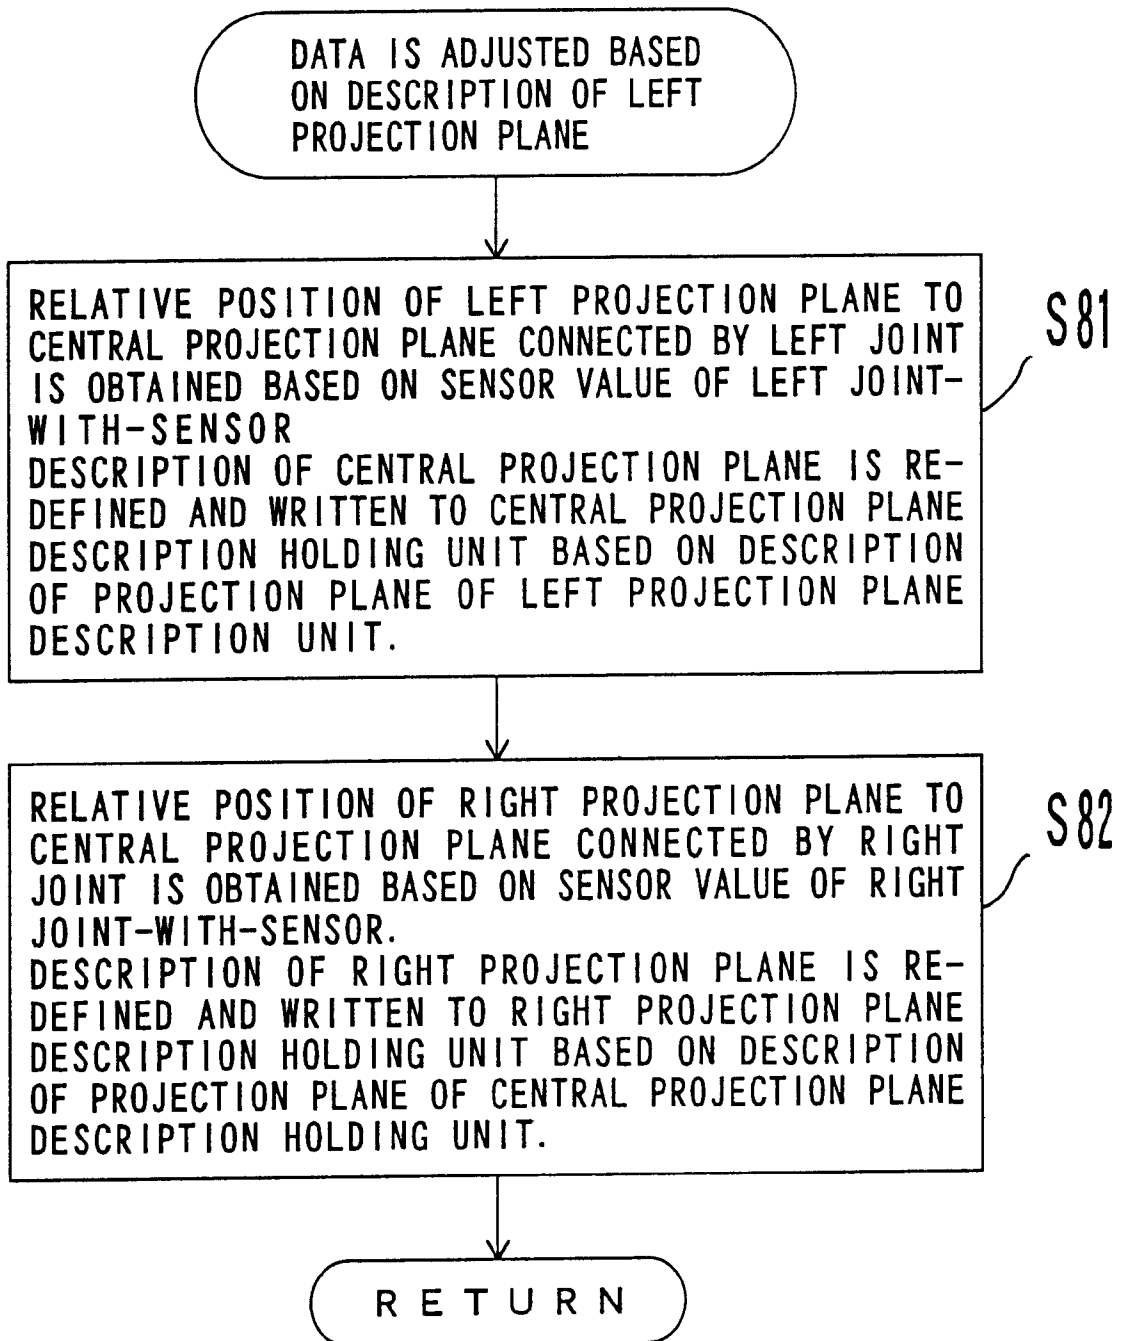 DATA IS ADJUSTED BASED
ON DESCRIPTION OF LEFT
PROJECTION PLANE
RELATIVE POSITION OF LEFT PROJECTION PLANE TO
CENTRAL PROJECTION PLANE CONNECTED BY LEFT JOINT
IS OBTAINED BASED ON SENSOR VALUE OF LEFT JOINT-
WITH-SENSOR
DESCRIPTION OF CENTRAL PROJECTION PLANE IS RE-
DEFINED AND WRITTEN TO CENTRAL PROJECTION PLANE
DESCRIPTION HOLDING UNIT BASED ON DESCRIPTION
OF PROJECTION PLANE OF LEFT PROJECTION PLANE
DESCRIPTION UNIT.
S81
RELATIVE POSITION OF RIGHT PROJECTION PLANE TO
CENTRAL PROJECTION PLANE CONNECTED BY RIGHT
JOINT IS OBTAINED BASED ON SENSOR VALUE OF RIGHT
JOINT-WITH-SENSOR.
DESCRIPTION OF RIGHT PROJECTION PLANE IS RE-
DEFINED AND WRITTEN TO RIGHT PROJECTION PLANE
DESCRIPTION HOLDING UNIT BASED ON DESCRIPTION
OF PROJECTION PLANE OF CENTRAL PROJECTION PLANE
DESCRIPTION HOLDING UNIT.
S82
RETURN